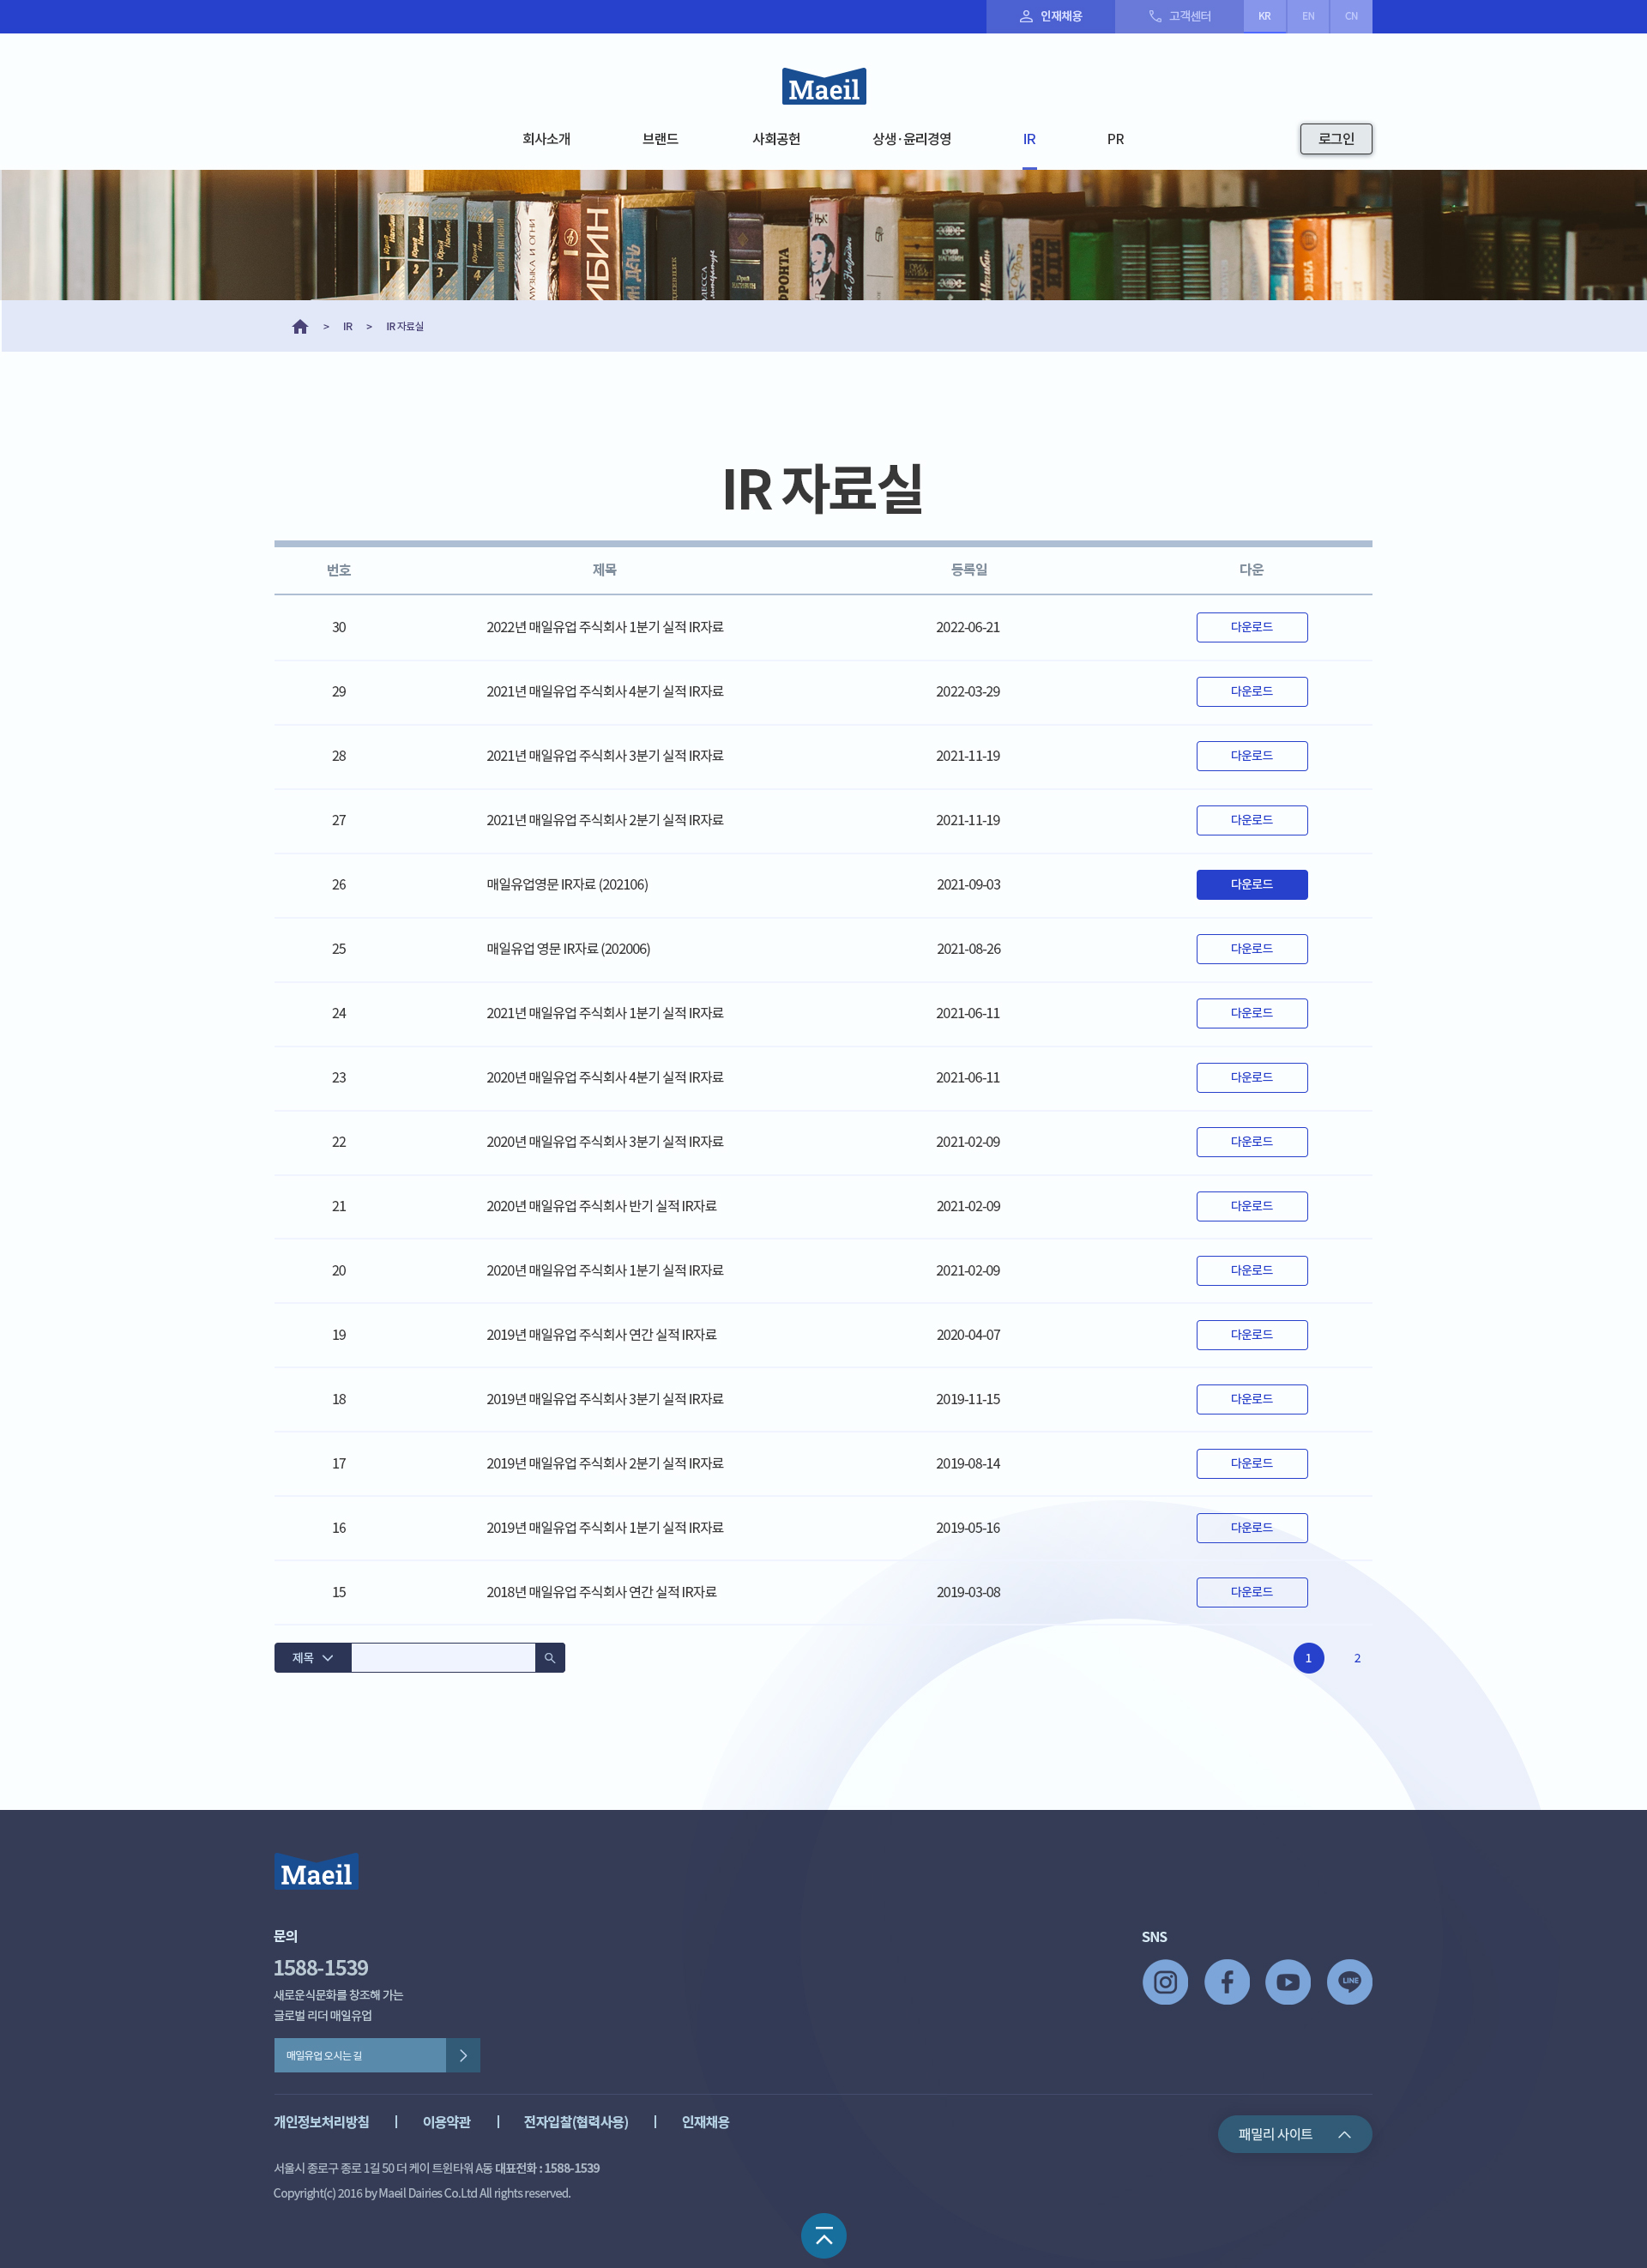 인재채용 고객센터 KR EN CN
Maeil
회사소개 브랜드 사회공헌 상생·윤리경영 IR PR 로그인
> IR > IR 자료실
IR 자료실
번호 제목 등록일 다운
30 2022년 매일유업 주식회사 1분기 실적 IR자료 2022-06-21 다운로드
29 2021년 매일유업 주식회사 4분기 실적 IR자료 2022-03-29 다운로드
28 2021년 매일유업 주식회사 3분기 실적 IR자료 2021-11-19 다운로드
27 2021년 매일유업 주식회사 2분기 실적 IR자료 2021-11-19 다운로드
26 매일유업영문 IR자료 (202106) 2021-09-03 다운로드
25 매일유업 영문 IR자료 (202006) 2021-08-26 다운로드
24 2021년 매일유업 주식회사 1분기 실적 IR자료 2021-06-11 다운로드
23 2020년 매일유업 주식회사 4분기 실적 IR자료 2021-06-11 다운로드
22 2020년 매일유업 주식회사 3분기 실적 IR자료 2021-02-09 다운로드
21 2020년 매일유업 주식회사 반기 실적 IR자료 2021-02-09 다운로드
20 2020년 매일유업 주식회사 1분기 실적 IR자료 2021-02-09 다운로드
19 2019년 매일유업 주식회사 연간 실적 IR자료 2020-04-07 다운로드
18 2019년 매일유업 주식회사 3분기 실적 IR자료 2019-11-15 다운로드
17 2019년 매일유업 주식회사 2분기 실적 IR자료 2019-08-14 다운로드
16 2019년 매일유업 주식회사 1분기 실적 IR자료 2019-05-16 다운로드
15 2018년 매일유업 주식회사 연간 실적 IR자료 2019-03-08 다운로드
제목 1 2
Maeil
문의 SNS
1588-1539
LINE
새로운식문화를 창조해 가는
글로벌 리더 매일유업
매일유업 오시는 길
개인정보처리방침 | 이용약관 | 전자입찰(협력사용) | 인재채용
패밀리 사이트
서울시 종로구 종로 1길 50 더 케이 트윈타워 A동 대표전화 : 1588-1539
Copyright(c) 2016 by Maeil Dairies Co.Ltd All rights reserved.